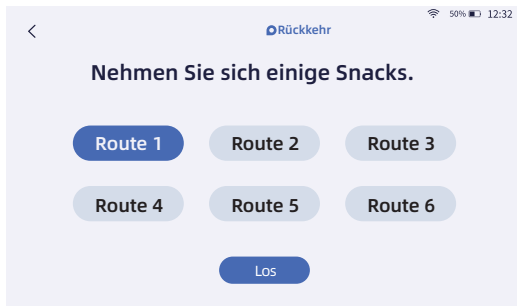 50% 12:32
Rückkehr
Nehmen Sie sich einige Snacks.
Route 1 Route 2 Route 3
Route 4 Route 5 Route 6
Los